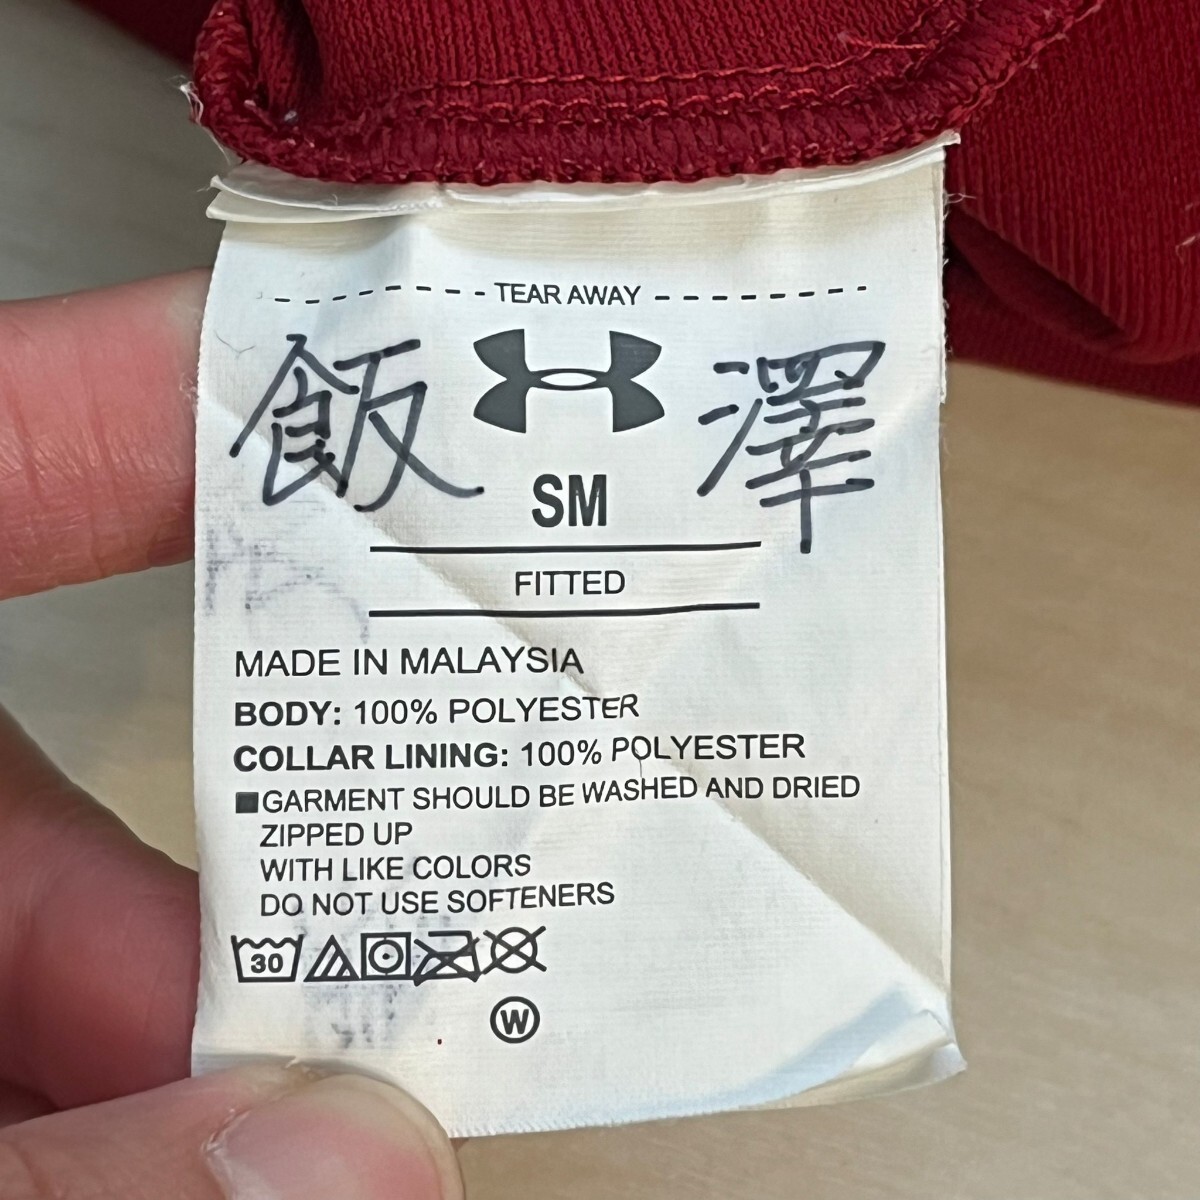 TEAR AWAY
飯澤
SM
FITTED
MADE IN MALAYSIA
BODY: 100% POLYESTER
COLLAR LINING: 100% POLYESTER
■GARMENT SHOULD BE WASHED AND DRIED
ZIPPED UP
WITH LIKE COLORS
DO NOT USE SOFTENERS
30
W